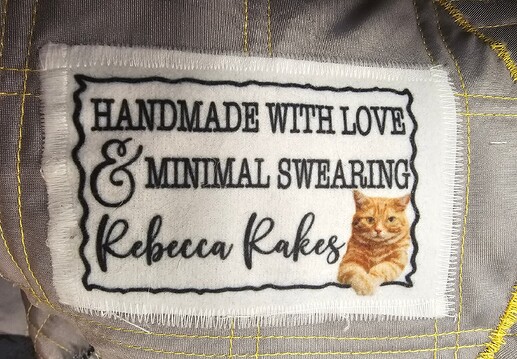 HANDMADE WITH LOVE
& MINIMAL SWEARING
Rebecca Rakes